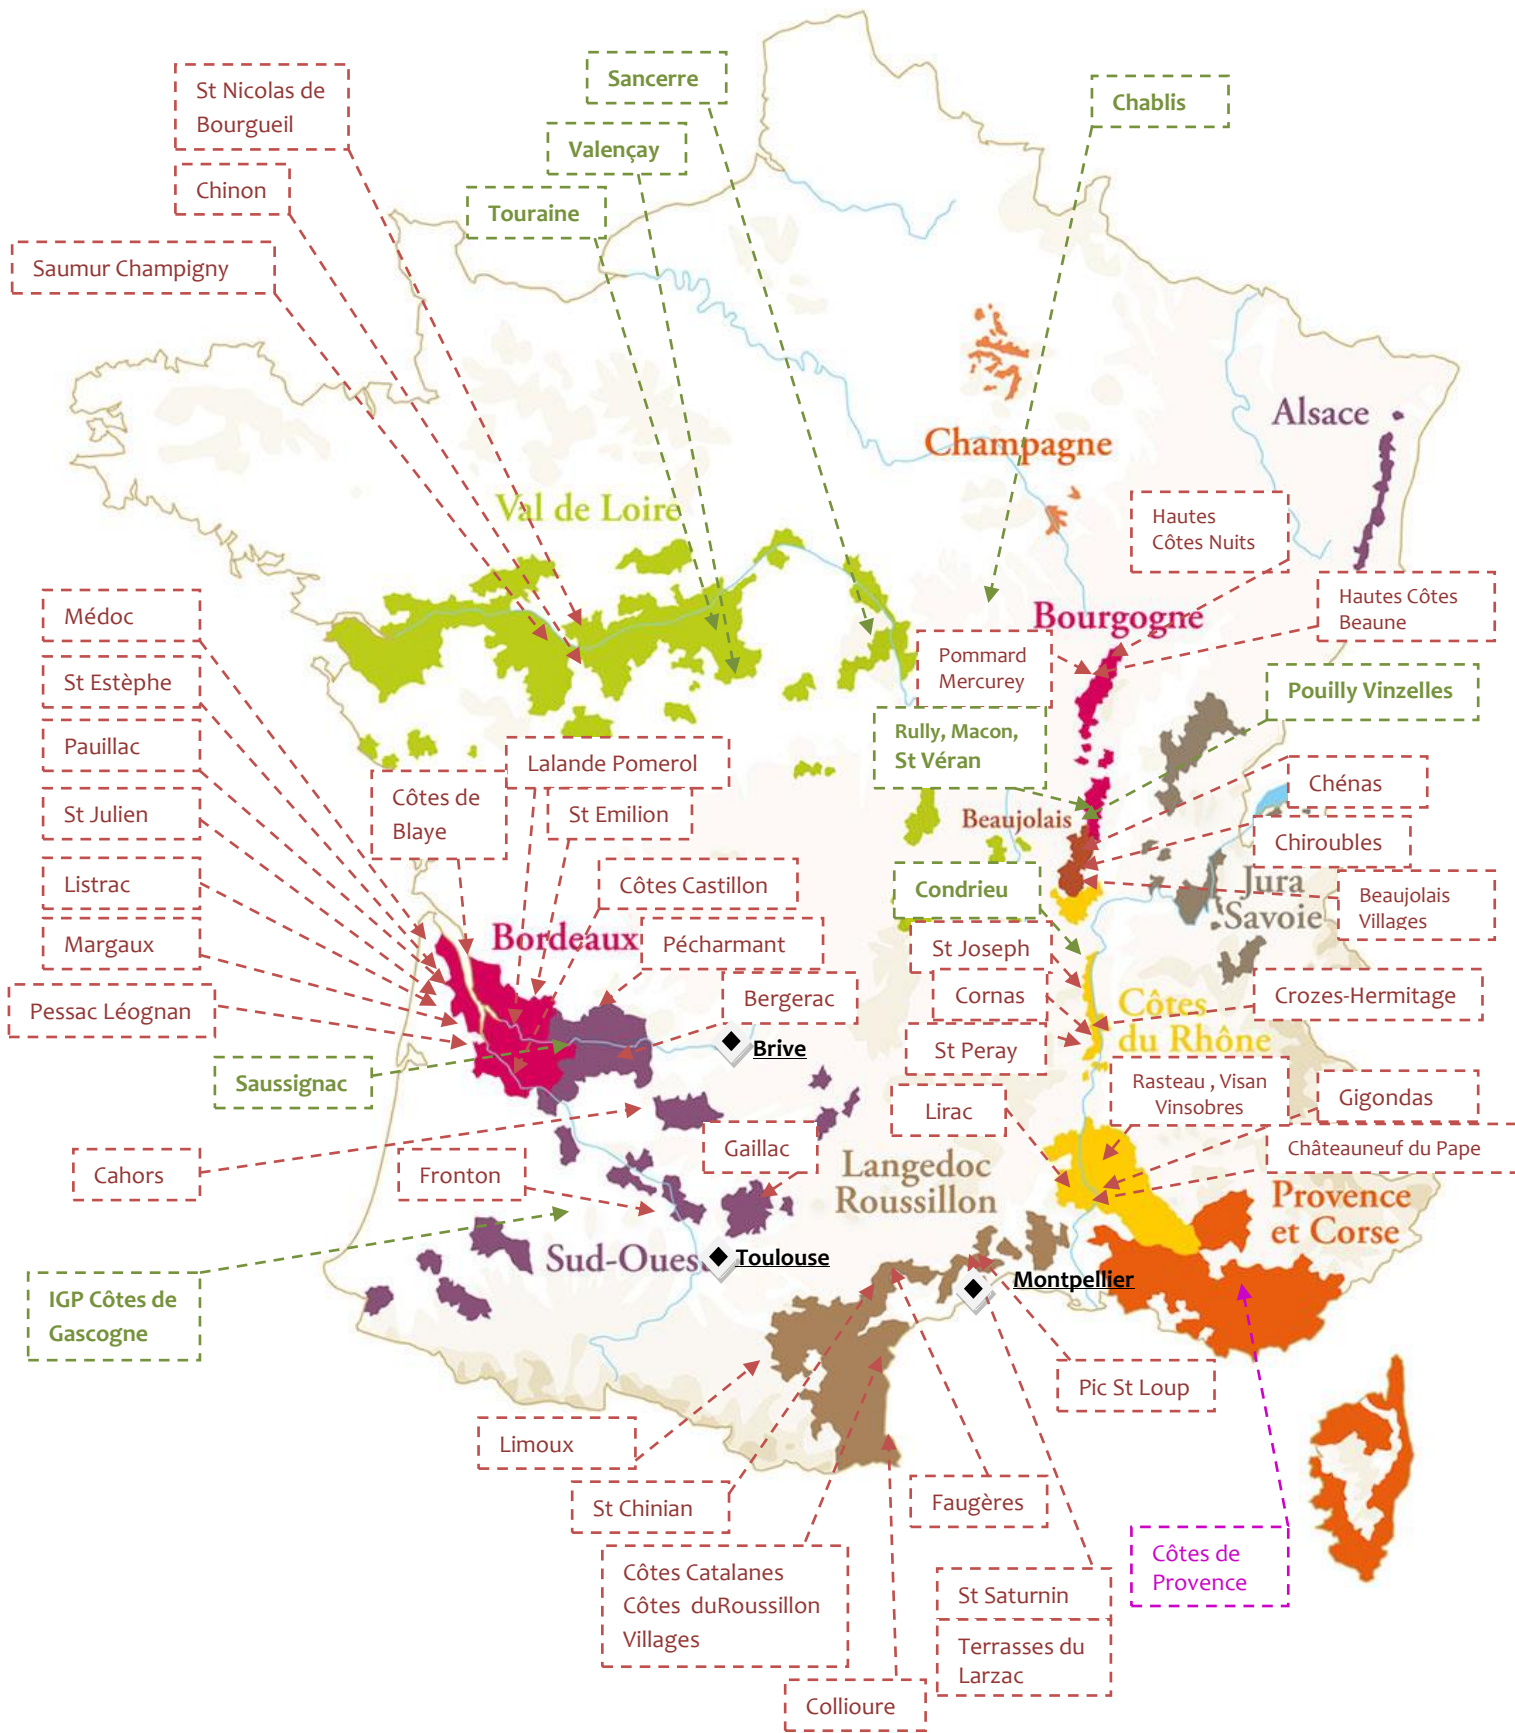 Sancerre
St Nicolas de
Bourgueil
Chablis
Valençay
Chinon
Touraine
Saumur Champigny
Alsace
Champagne
Val de Loire
Hautes
Côtes Nuits
Médoc
Hautes Côtes
Beaune
Bourgogne
Pommard
Mercurey
St Estèphe
Pouilly Vinzelles
Rully, Macon,
St Véran
Pauillac
Lalande Pomerol
Chénas
Côtes de
Blaye
St Julien
St Emilion
Beaujolais
Chiroubles
Listrac
Côtes Castillon
Condrieu
Jura
Savoie
Beaujolais
Villages
Margaux
Bordeaux
Pécharmant
St Joseph
Pessac Léognan
Bergerac
Cornas
Côtes
du Rhône
Crozes-Hermitage
Brive
St Peray
Saussignac
Rasteau , Visan
Vinsobres
Gigondas
Lirac
Gaillac
Châteauneuf du Pape
Cahors
Fronton
Langedoc
Roussillon
Provence
et Corse
Sud-Oues
Toulouse
Montpellier
IGP Côtes de
Gascogne
Pic St Loup
Limoux
St Chinian
Faugères
Côtes de
Provence
Côtes Catalanes
Côtes duRoussillon
Villages
St Saturnin
Terrasses du
Larzac
Collioure